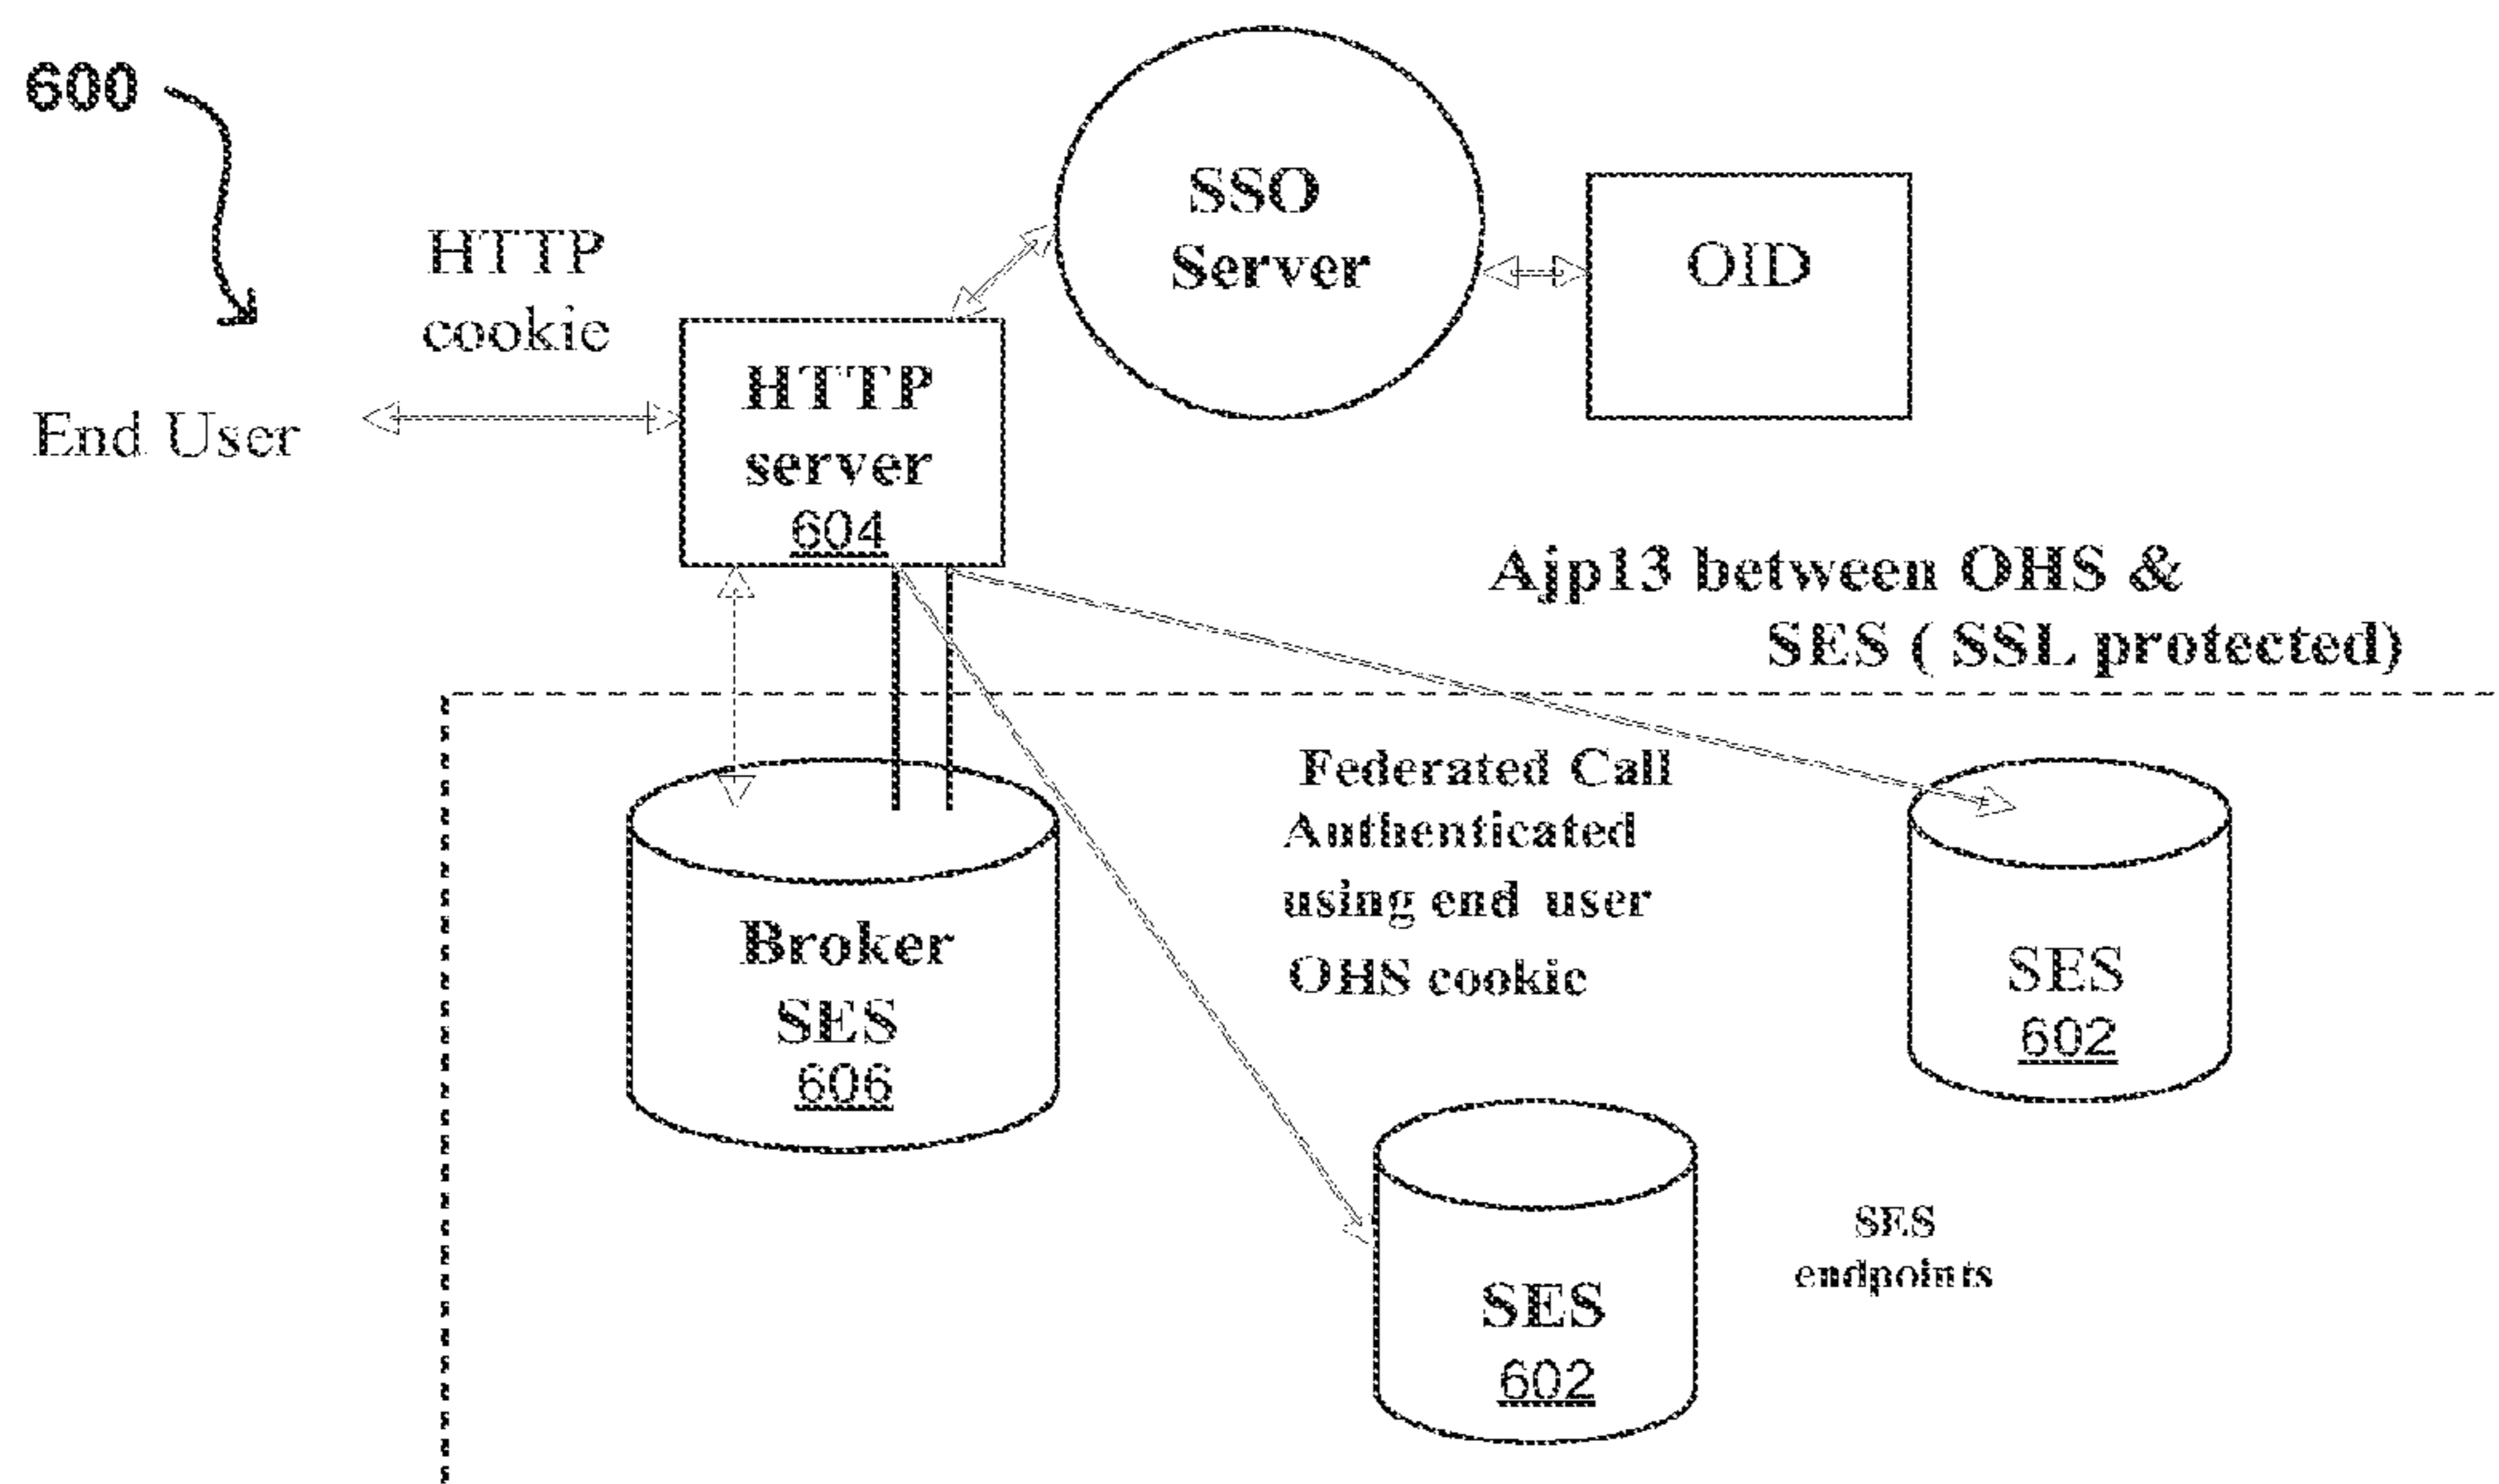 600
HTTP
cookie
End User
SSO
Server
OID
HTTP
server
604
Ajp13 between OHS &
SES ( SSL protected)
Federated Call
Authenticated
using end user
OHS cookie
Broker
SES
606
SES
602
SES
602
SES
endpoints